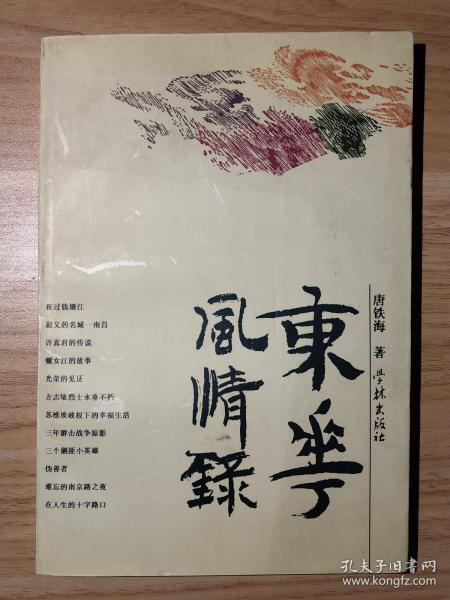 東華
風情錄
唐铁海 著
学林出版社
夜过钱塘江
起义的名城——南昌
许真君的传说
螺女江的故事
光荣的见证
方志敏烈士永垂不朽
苏维埃政权下的幸福生活
三年游击战争掠影
三个剿匪小英雄
伪善者
难忘的南京路之夜
在人生的十字路口
孔夫子旧书网
www.kongfz.com